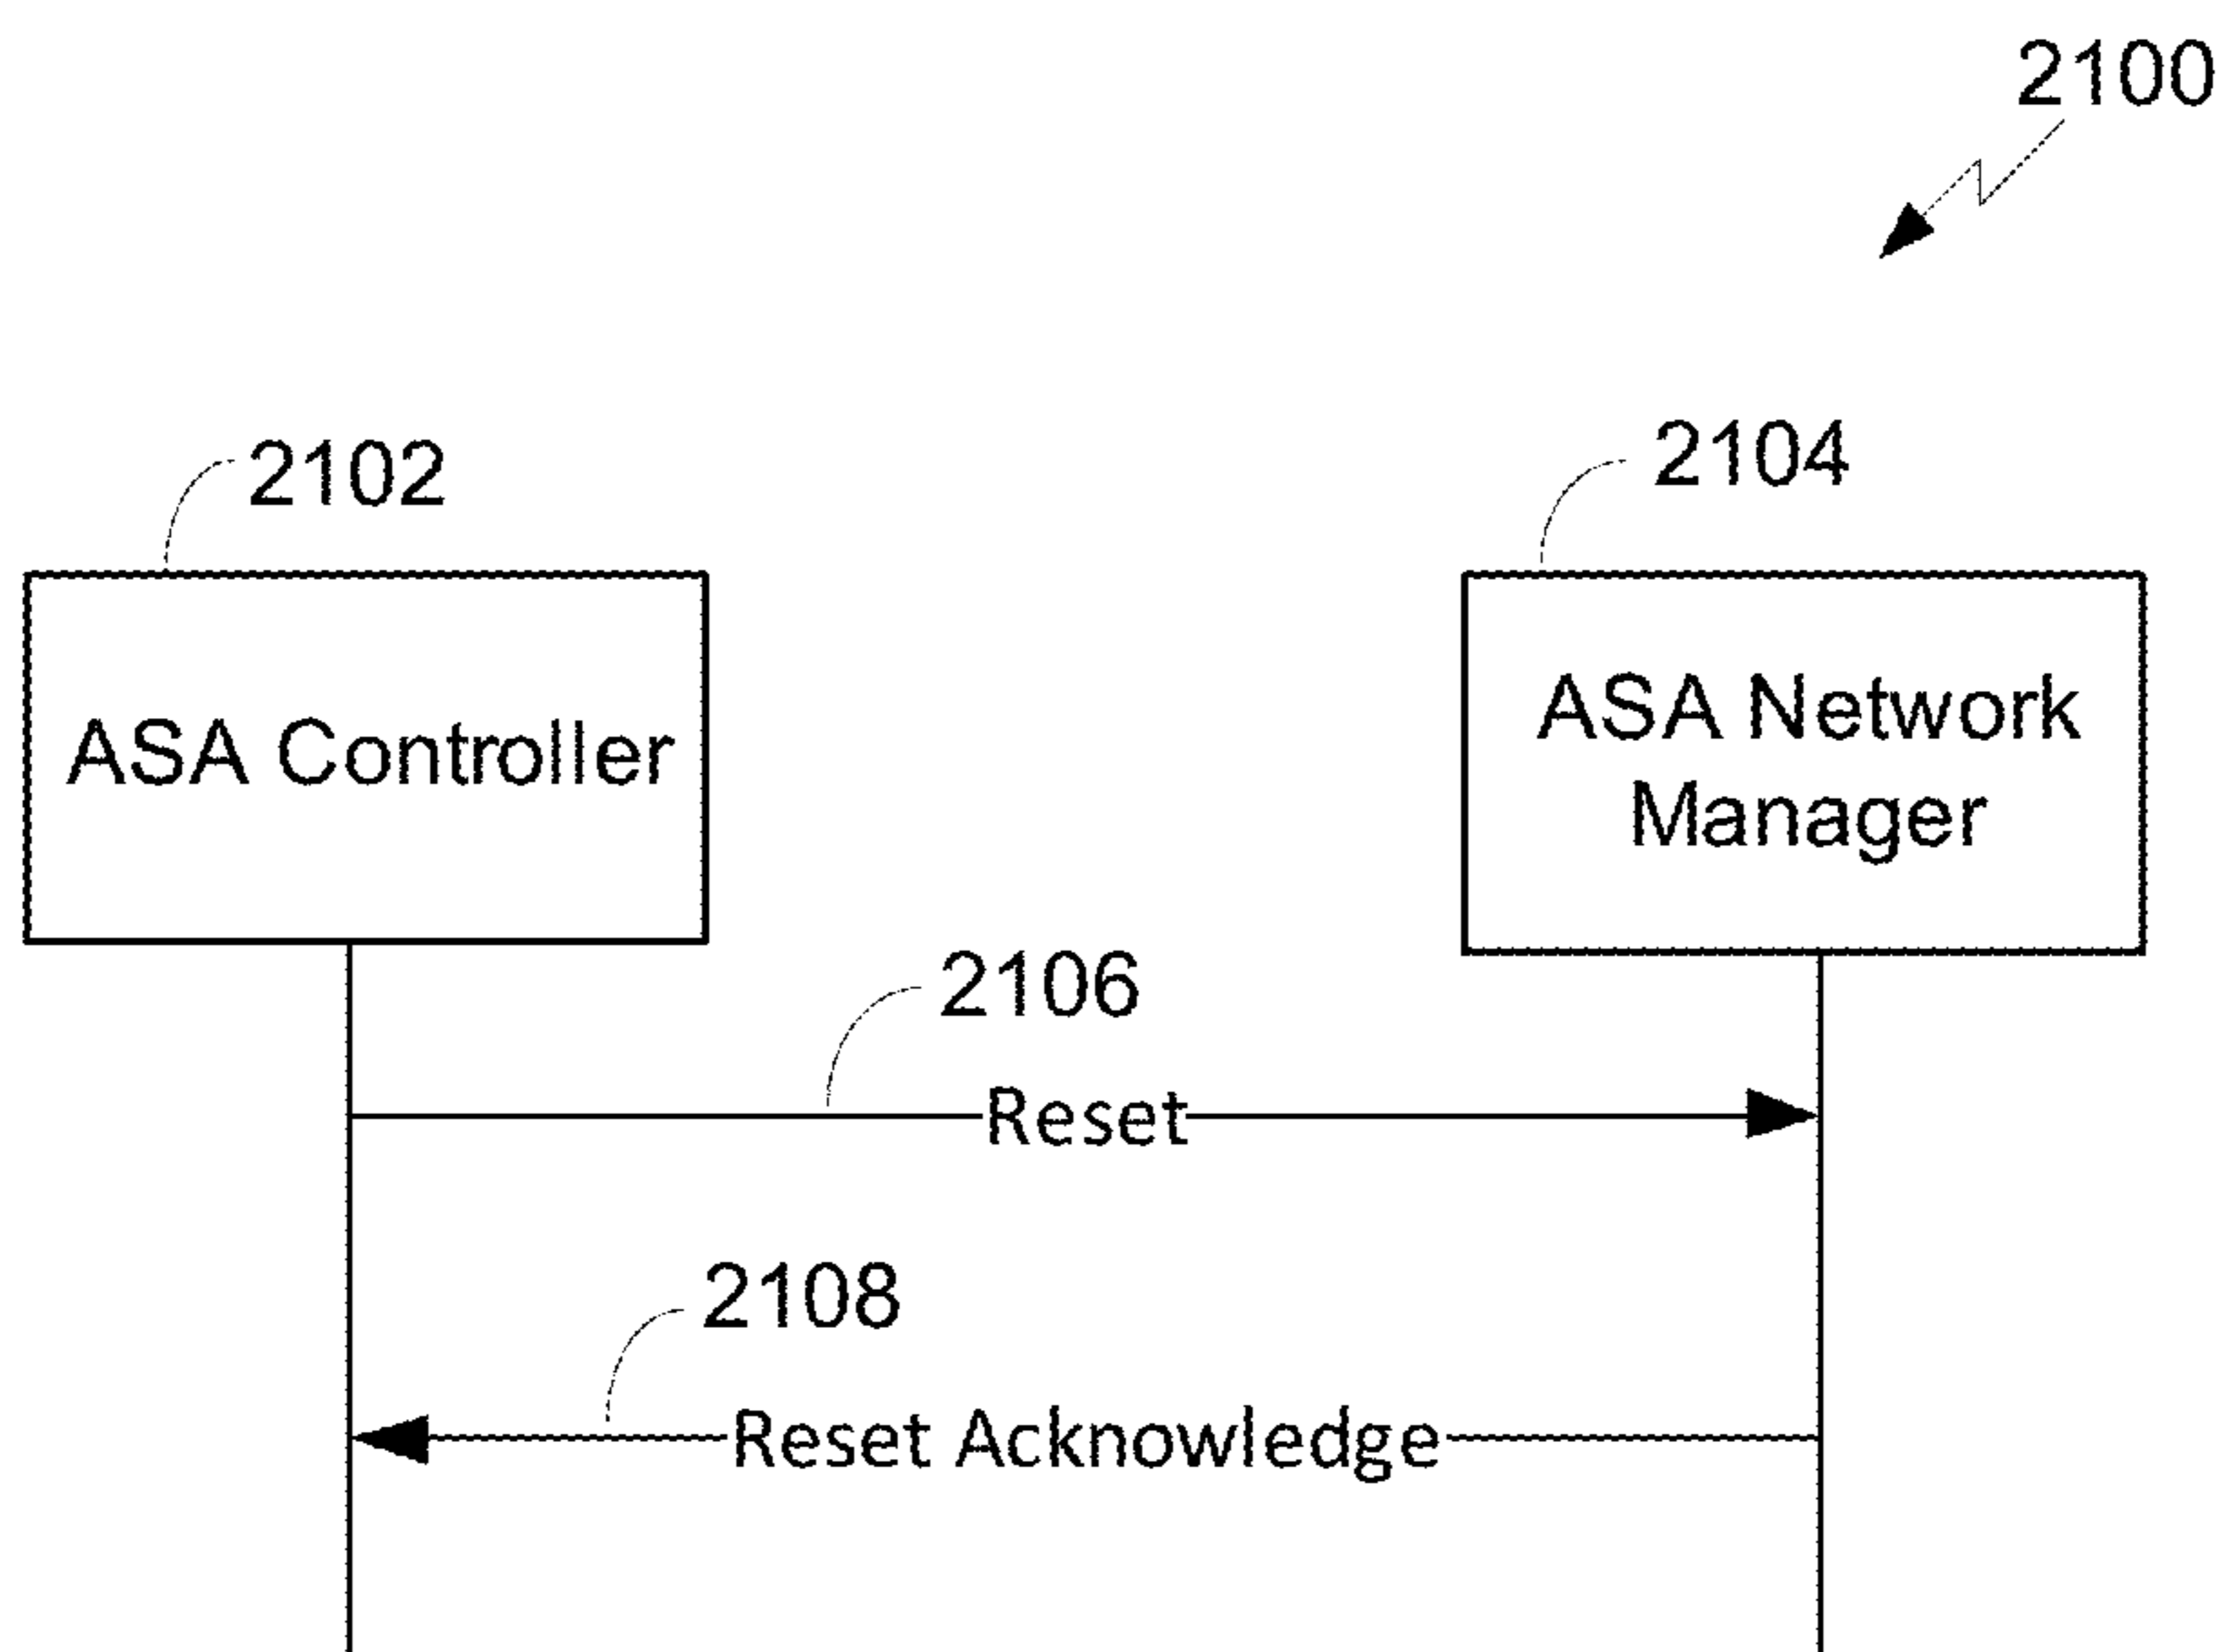 2100
2102
2104
ASA Controller
ASA Network
Manager
2106
Reset
2108
Reset Acknowledge